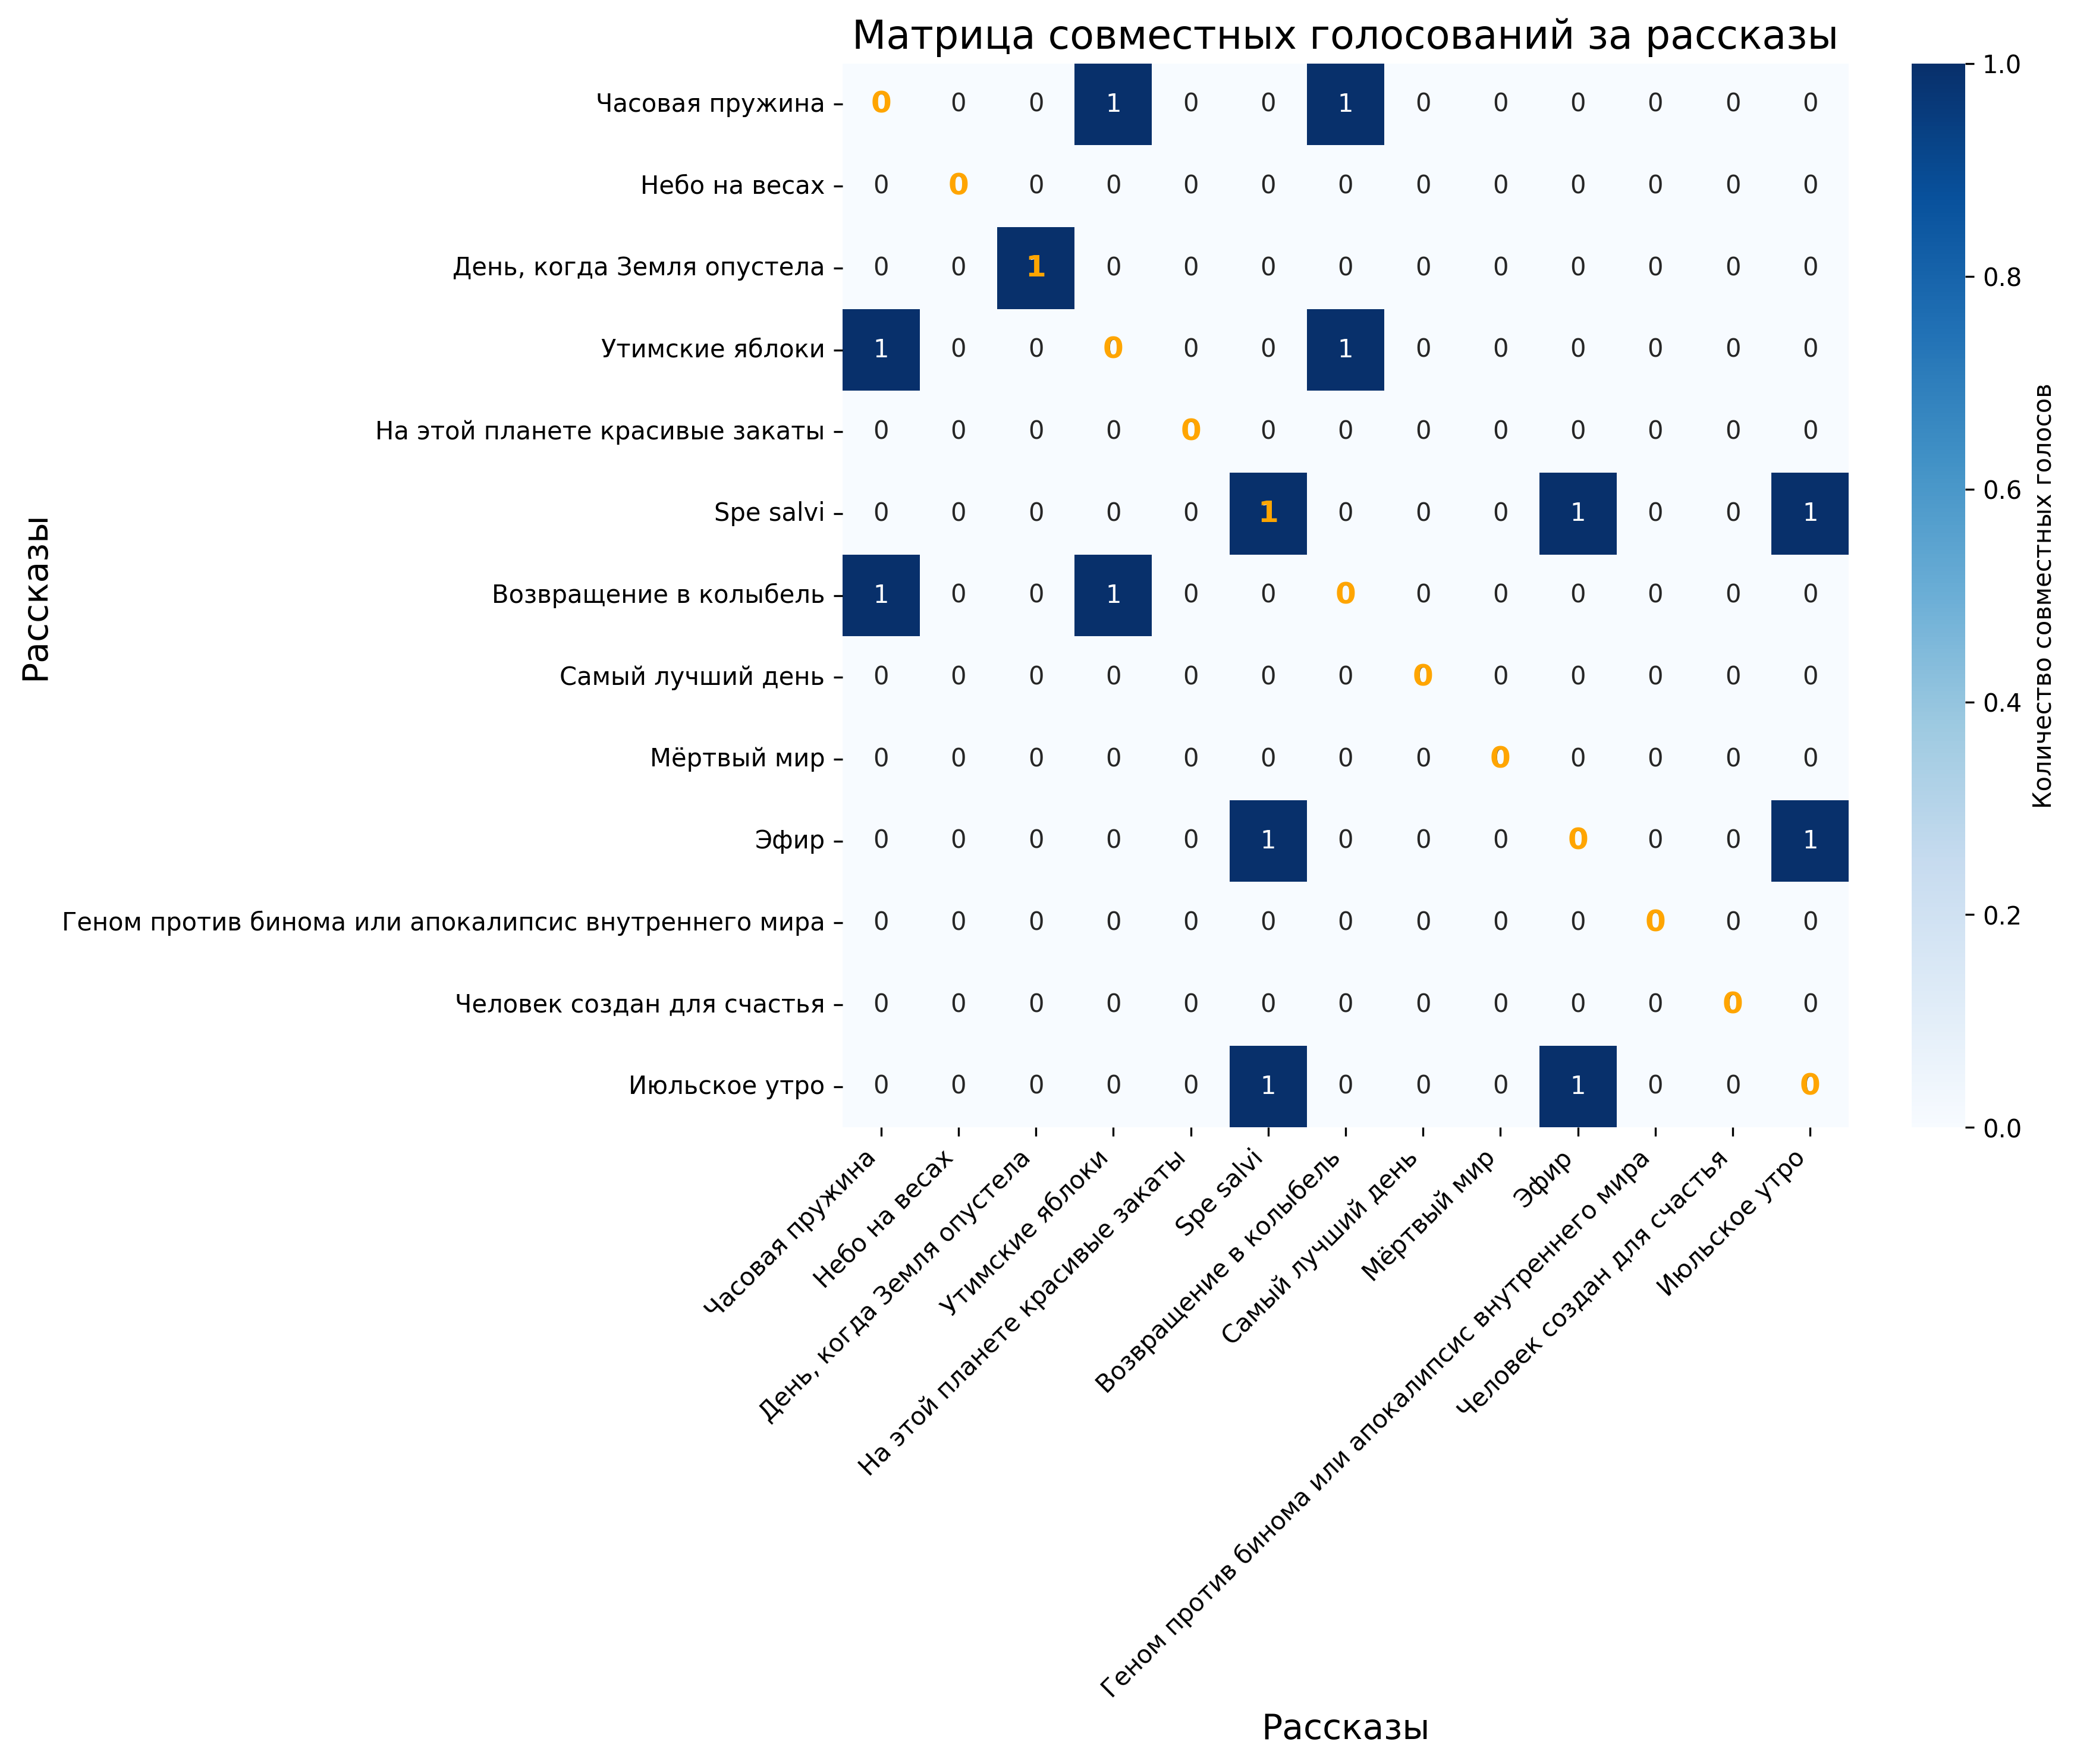 Матрица совместных голосований за рассказы
Рассказы
Часовая пружина 0 0 0 1 0 0 1 0 0 0 0 0 0
Небо на весах 0 0 0 0 0 0 0 0 0 0 0 0 0
День, когда Земля опустела 0 0 1 0 0 0 0 0 0 0 0 0 0
Утимские яблоки 1 0 0 0 0 0 1 0 0 0 0 0 0
На этой планете красивые закаты 0 0 0 0 0 0 0 0 0 0 0 0 0
Spe salvi 0 0 0 0 0 1 0 0 0 1 0 0 1
Возвращение в колыбель 1 0 0 1 0 0 0 0 0 0 0 0 0
Самый лучший день 0 0 0 0 0 0 0 0 0 0 0 0 0
Мёртвый мир 0 0 0 0 0 0 0 0 0 0 0 0 0
Эфир 0 0 0 0 0 1 0 0 0 0 0 0 1
Геном против бинома или апокалипсис внутреннего мира 0 0 0 0 0 0 0 0 0 0 0 0 0
Человек создан для счастья 0 0 0 0 0 0 0 0 0 0 0 0 0
Июльское утро 0 0 0 0 0 1 0 0 0 1 0 0 0
Часовая пружина
Небо на весах
День, когда Земля опустела
Утимские яблоки
На этой планете красивые закаты
Spe salvi
Возвращение в колыбель
Самый лучший день
Мёртвый мир
Эфир
Геном против бинома или апокалипсис внутреннего мира
Человек создан для счастья
Июльское утро
Рассказы
1.0
0.8
0.6
0.4
0.2
0.0
Количество совместных голосов